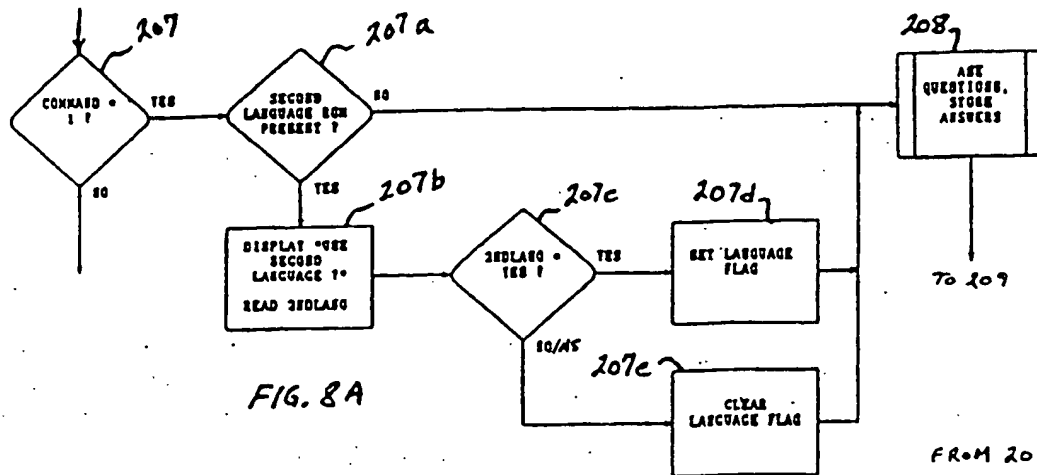 207
COMMAND =
1 ?
YES
NO
207a
SECOND
LANGUAGE ROM
PRESENT ?
NO
YES
208
ASK
QUESTIONS,
STORE
ANSWERS
TO 209
207b
DISPLAY "USE
SECOND
LANGUAGE ?"
READ 2NDLANG
207c
2NDLANG =
YES ?
YES
NO/NS
207d
SET LANGUAGE
FLAG
207e
CLEAR
LANGUAGE FLAG
FIG. 8A
FROM 20